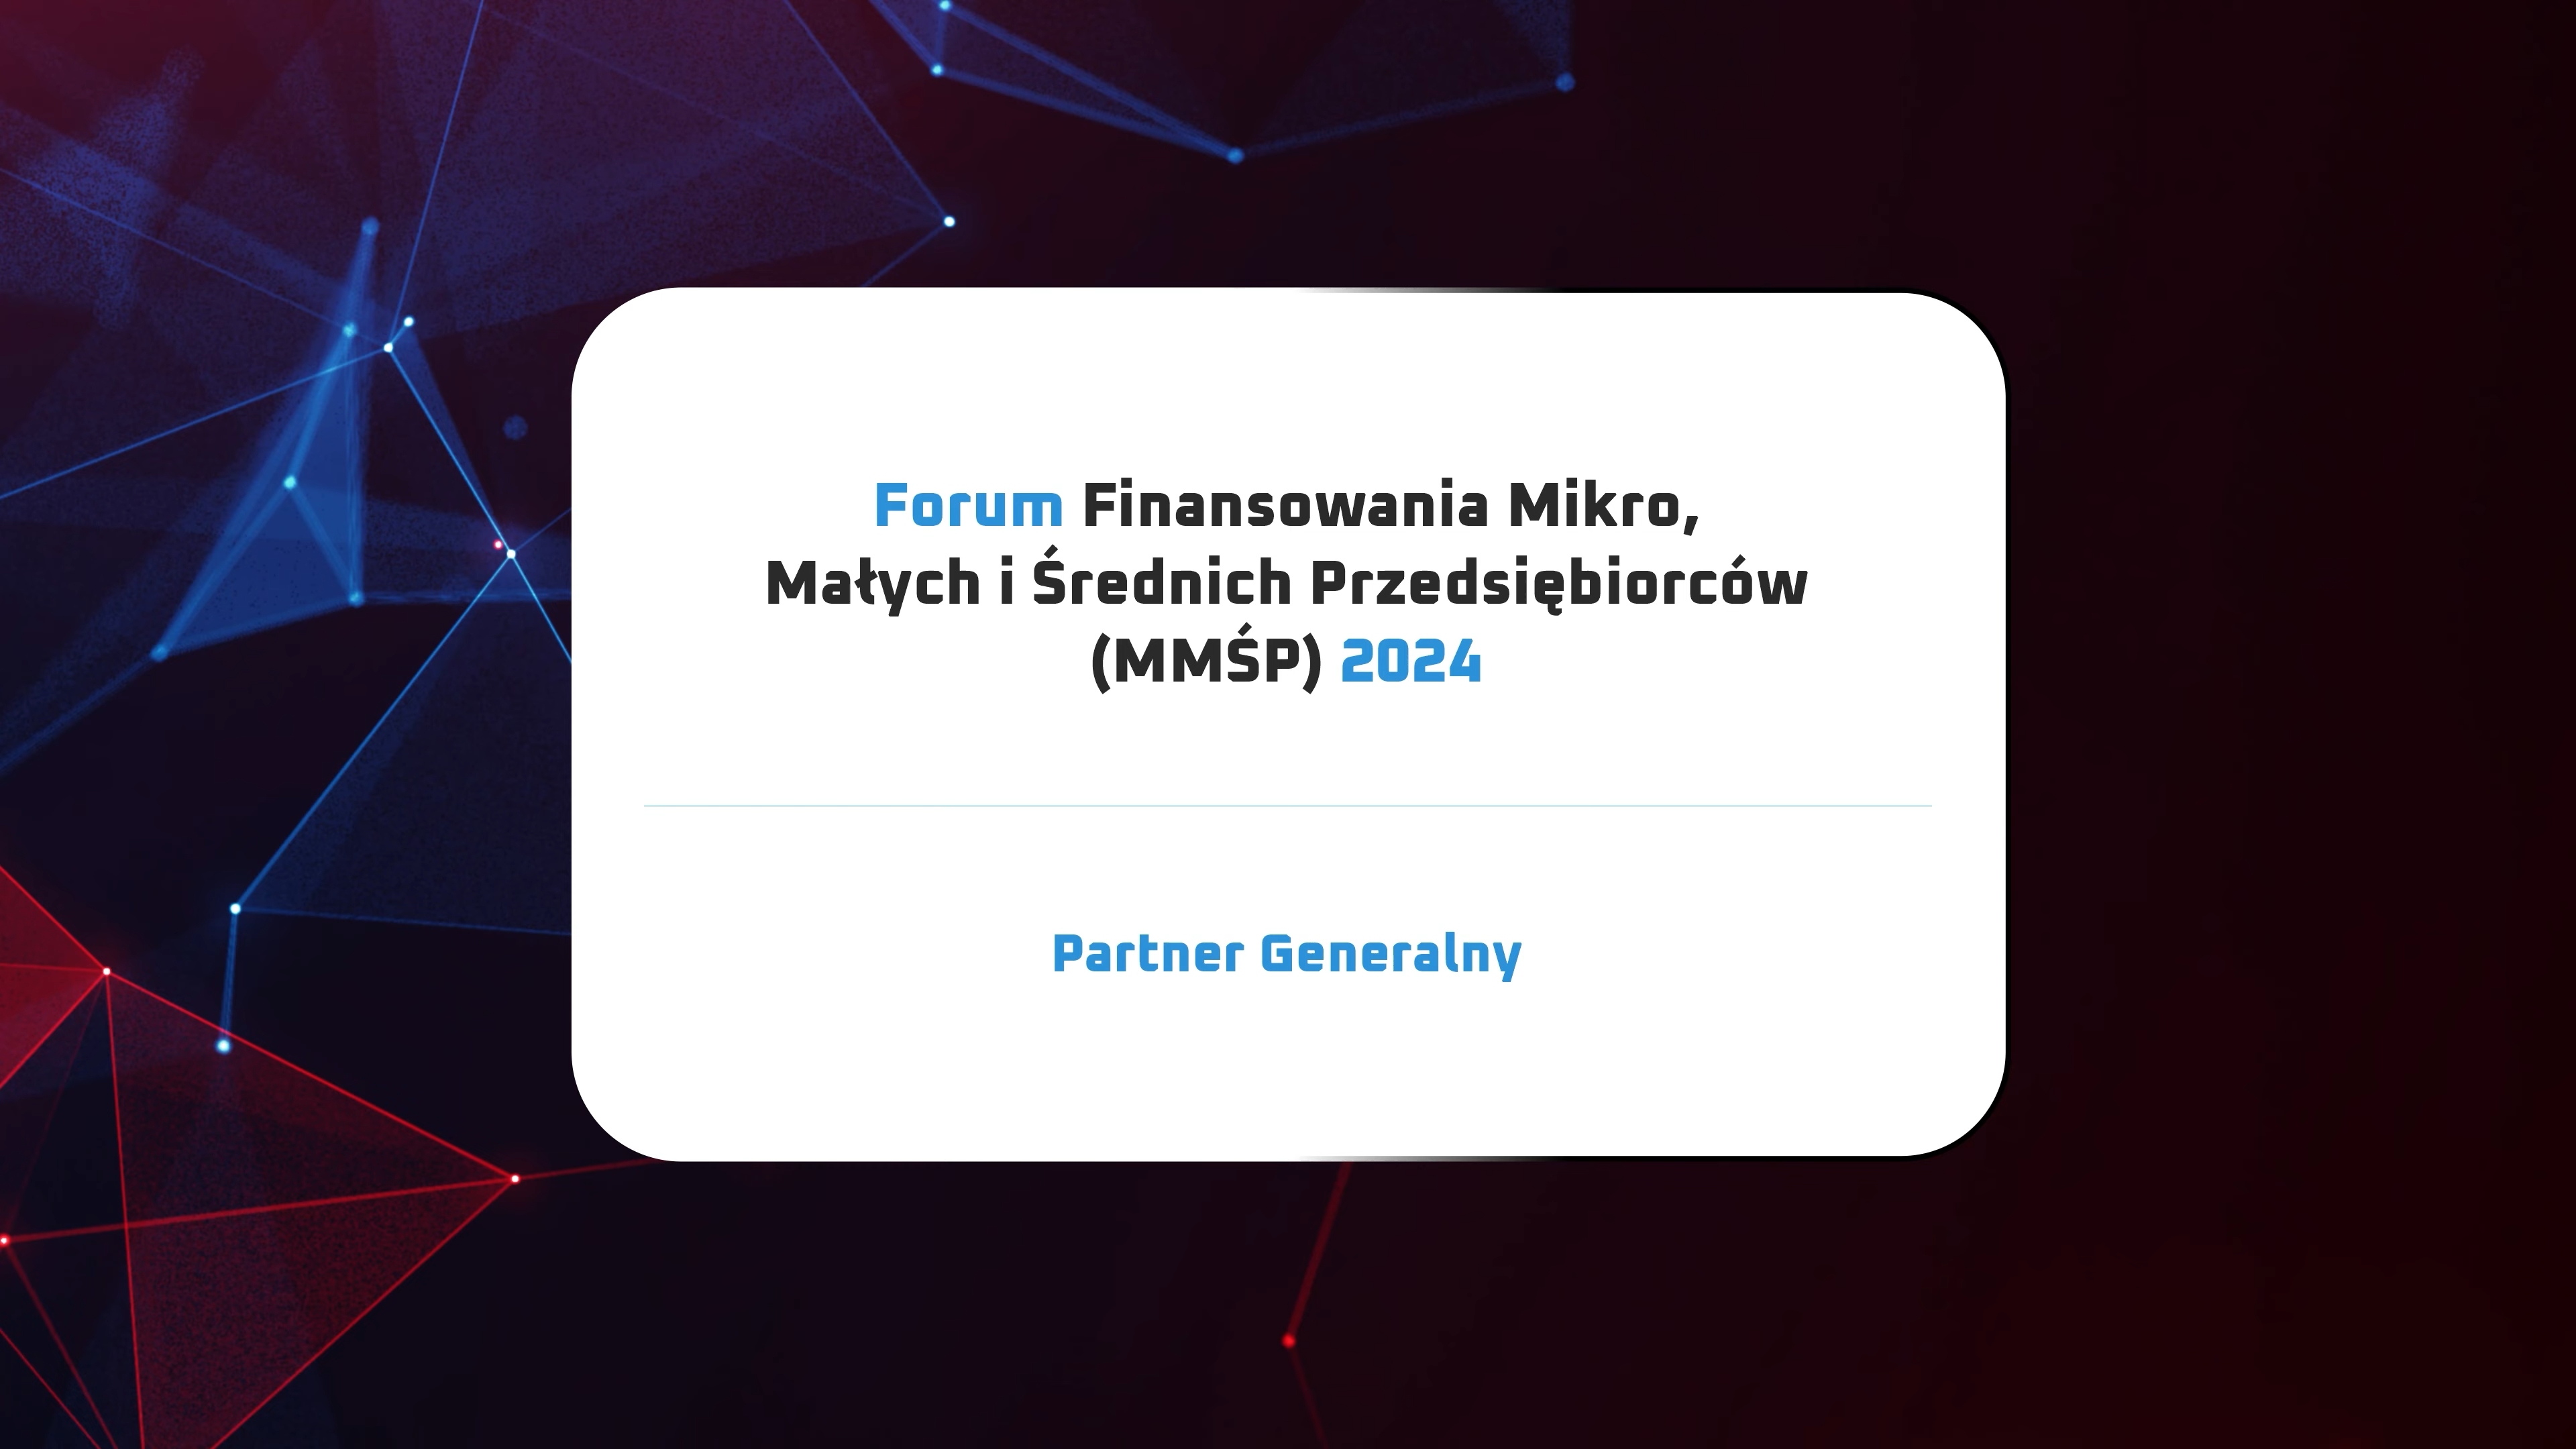 Forum Finansowania Mikro,
Małych i Średnich Przedsiębiorców
(MMŚP) 2024
Partner Generalny